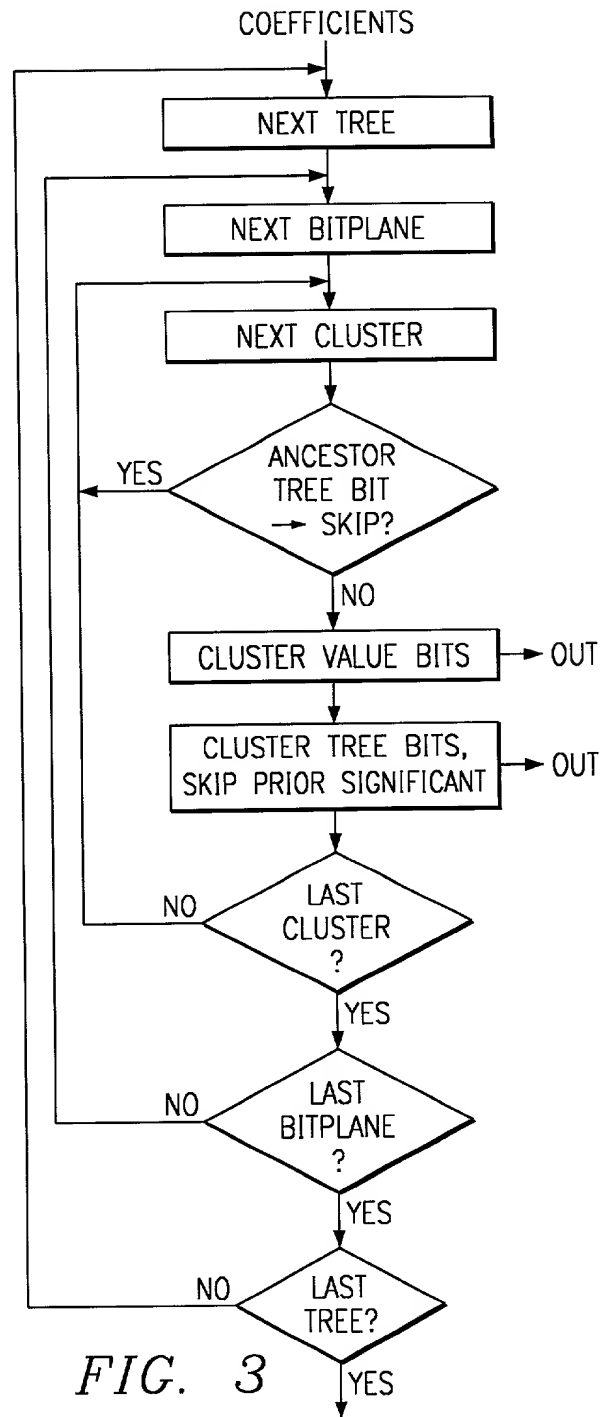 COEFFICIENTS
NEXT TREE
NEXT BITPLANE
NEXT CLUSTER
YES
ANCESTOR
TREE BIT
→ SKIP?
NO
CLUSTER VALUE BITS
OUT
CLUSTER TREE BITS,
SKIP PRIOR SIGNIFICANT
OUT
NO
LAST
CLUSTER
?
YES
NO
LAST
BITPLANE
?
YES
NO
LAST
TREE?
YES
FIG. 3